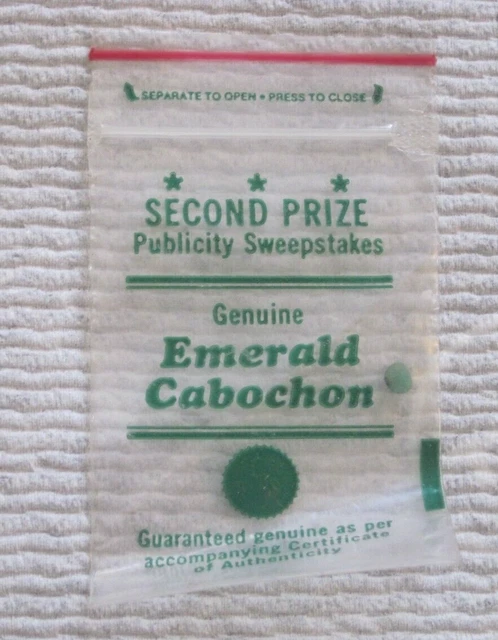 SEPARATE TO OPEN • PRESS TO CLOSE
SECOND PRIZE
Publicity Sweepstakes
Genuine
Emerald
Cabochon
Guaranteed genuine as per
accompanying Certificate
of Authenticity